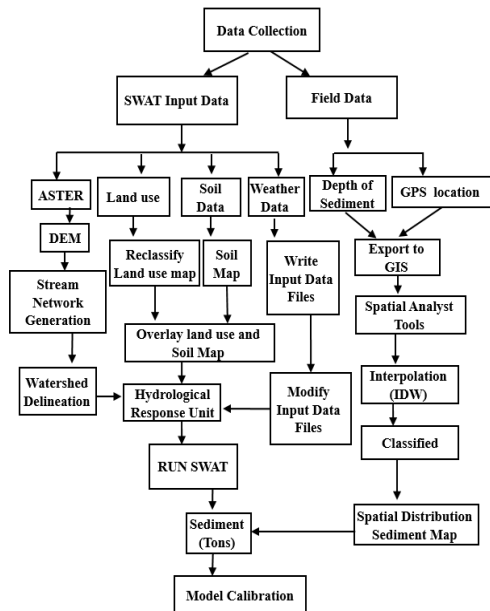 Data Collection
SWAT Input Data
Field Data
ASTER
Land use
Soil
Data
Weather
Data
Depth of
Sediment
GPS location
DEM
Reclassify
Land use map
Soil
Map
Write
Input Data
Files
Export to
GIS
Stream
Network
Generation
Spatial Analyst
Tools
Overlay land use and
Soil Map
Watershed
Delineation
Hydrological
Response Unit
Modify
Input Data
Files
Interpolation
(IDW)
Classified
RUN SWAT
Sediment
(Tons)
Spatial Distribution
Sediment Map
Model Calibration